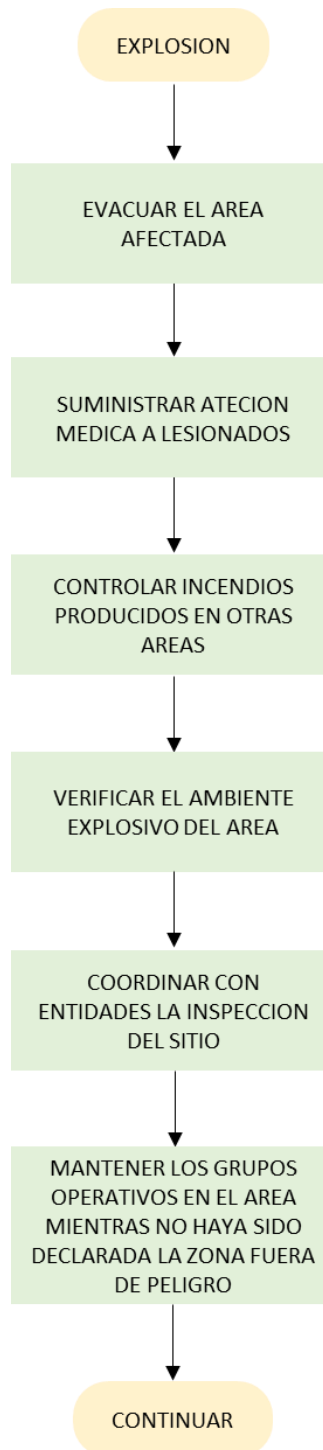 EXPLOSION
EVACUAR EL AREA
AFECTADA
SUMINISTRAR ATECION
MEDICA A LESIONADOS
CONTROLAR INCENDIOS
PRODUCIDOS EN OTRAS
AREAS
VERIFICAR EL AMBIENTE
EXPLOSIVO DEL AREA
COORDINAR CON
ENTIDADES LA INSPECCION
DEL SITIO
MANTENER LOS GRUPOS
OPERATIVOS EN EL AREA
MIENTRAS NO HAYA SIDO
DECLARADA LA ZONA FUERA
DE PELIGRO
CONTINUAR